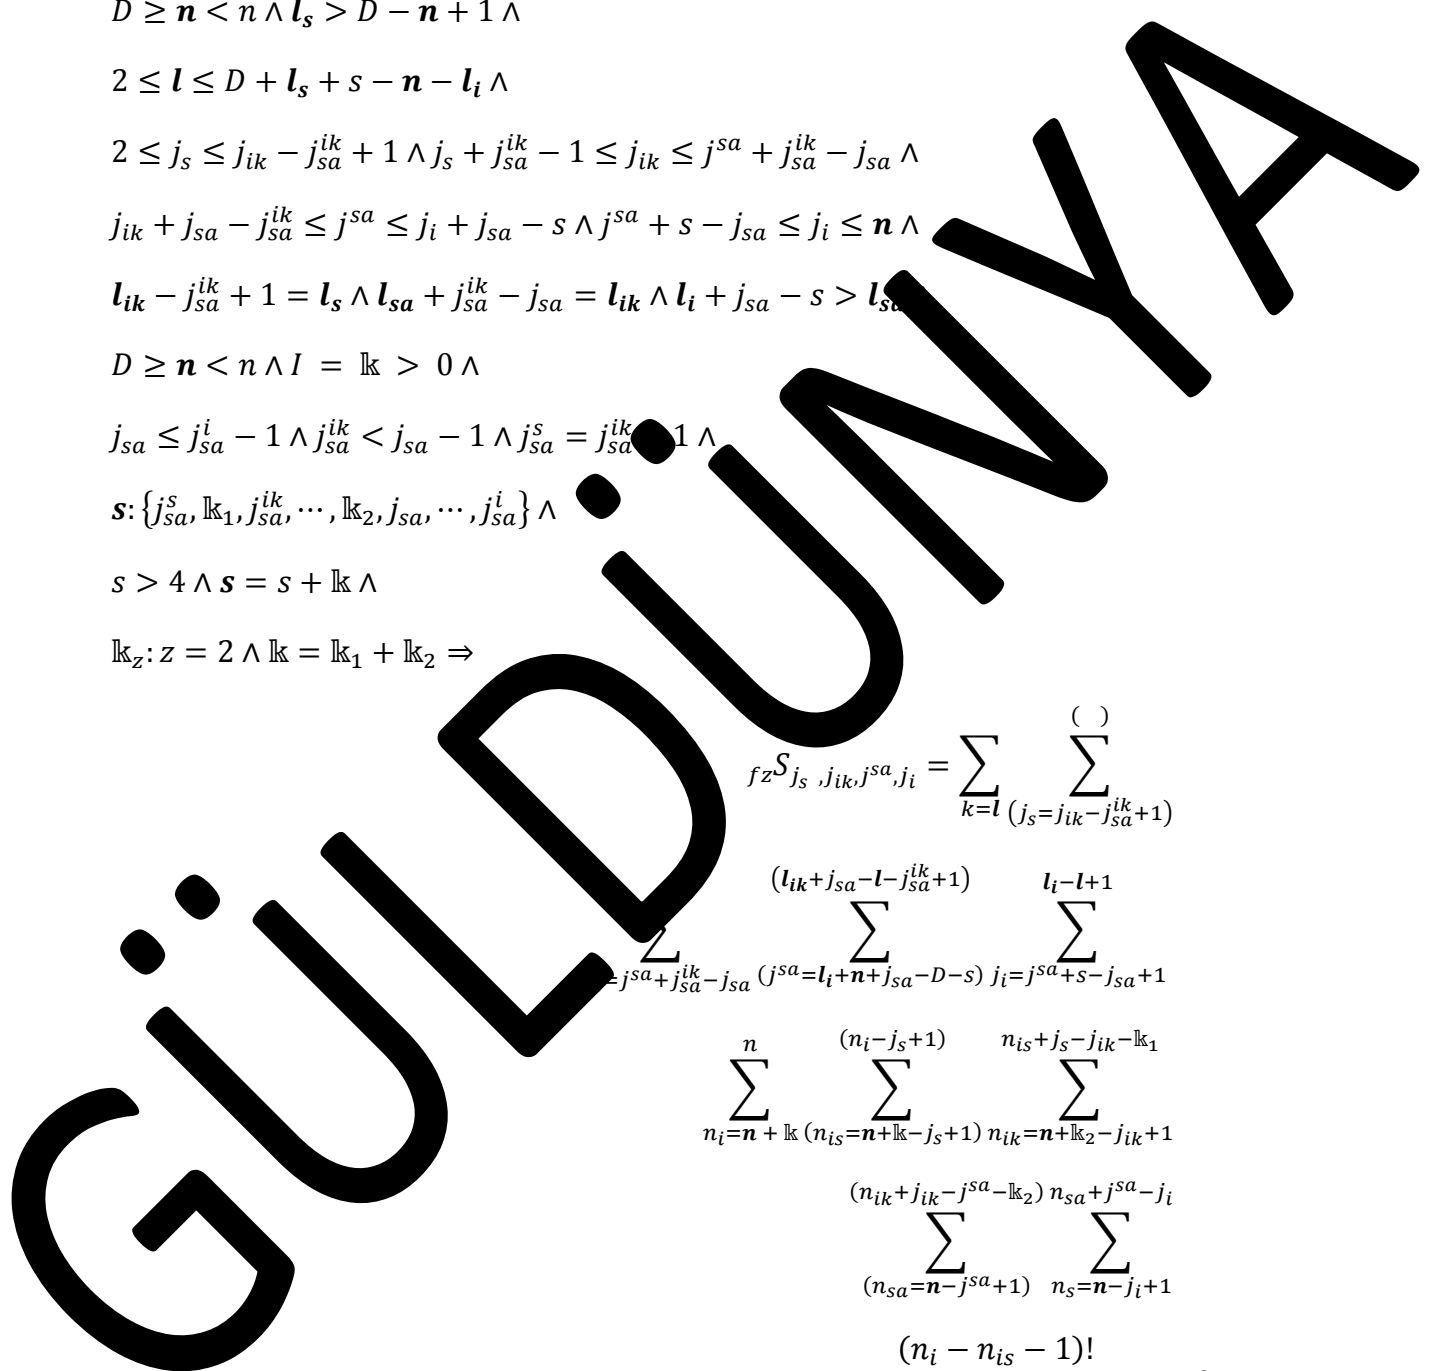 D ≥ 𝒏 < n ∧ 𝒍_𝒔 > D − 𝒏 + 1 ∧
2 ≤ 𝒍 ≤ D + 𝒍_𝒔 + s − 𝒏 − 𝒍_𝒊 ∧
2 ≤ j_s ≤ j_{ik} − j_{sa}^{ik} + 1 ∧ j_s + j_{sa}^{ik} − 1 ≤ j_{ik} ≤ j^{sa} + j_{sa}^{ik} − j_{sa} ∧
j_{ik} + j_{sa} − j_{sa}^{ik} ≤ j^{sa} ≤ j_i + j_{sa} − s ∧ j^{sa} + s − j_{sa} ≤ j_i ≤ 𝒏 ∧
𝒍_{𝒊𝒌} − j_{sa}^{ik} + 1 = 𝒍_𝒔 ∧ 𝒍_{𝒔𝒂} + j_{sa}^{ik} − j_{sa} = 𝒍_{𝒊𝒌} ∧ 𝒍_𝒊 + j_{sa} − s > 𝒍_{𝒔𝒂}
D ≥ 𝒏 < n ∧ I = 𝕜 > 0 ∧
j_{sa} ≤ j_{sa}^i − 1 ∧ j_{sa}^{ik} < j_{sa} − 1 ∧ j_{sa}^s = j_{sa}^{ik} 1 ∧
𝒔: {j_{sa}^s, 𝕜_1, j_{sa}^{ik}, ⋯, 𝕜_2, j_{sa}, ⋯, j_{sa}^i} ∧
s > 4 ∧ 𝒔 = s + 𝕜 ∧
𝕜_z: z = 2 ∧ 𝕜 = 𝕜_1 + 𝕜_2 ⇒
_{fz}S_{j_s, j_{ik}, j^{sa}, j_i} = ∑_{k=𝒍} ∑_{(j_s=j_{ik}−j_{sa}^{ik}+1)}^{( )}
∑_{=j^{sa}+j_{sa}^{ik}−j_{sa}} ∑_{(j^{sa}=𝒍_𝒊+𝒏+j_{sa}−D−s)}^{(𝒍_{𝒊𝒌}+j_{sa}−𝒍−j_{sa}^{ik}+1)} ∑_{j_i=j^{sa}+s−j_{sa}+1}^{𝒍_𝒊−𝒍+1}
∑_{n_i=𝒏+𝕜}^{n} ∑_{(n_{is}=𝒏+𝕜−j_s+1)}^{(n_i−j_s+1)} ∑_{n_{ik}=𝒏+𝕜_2−j_{ik}+1}^{n_{is}+j_s−j_{ik}−𝕜_1}
∑_{(n_{sa}=𝒏−j^{sa}+1)}^{(n_{ik}+j_{ik}−j^{sa}−𝕜_2)} ∑_{n_s=𝒏−j_i+1}^{n_{sa}+j^{sa}−j_i}
(n_i − n_{is} − 1)!
GÜLDÜNYA